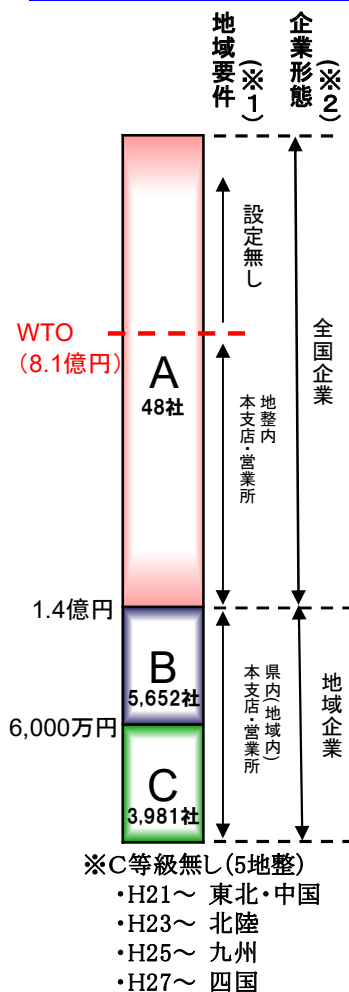 地域要件
(※1)
企業形態
(※2)
設定無し
WTO
(8.1億円)
A
48社
地整内
本支店・営業所
全国企業
1.4億円
B
5,652社
6,000万円
C
3,981社
県内(地域内)
本支店・営業所
地域企業
※C等級無し(5地整)
・H21～ 東北・中国
・H23～ 北陸
・H25～ 九州
・H27～ 四国